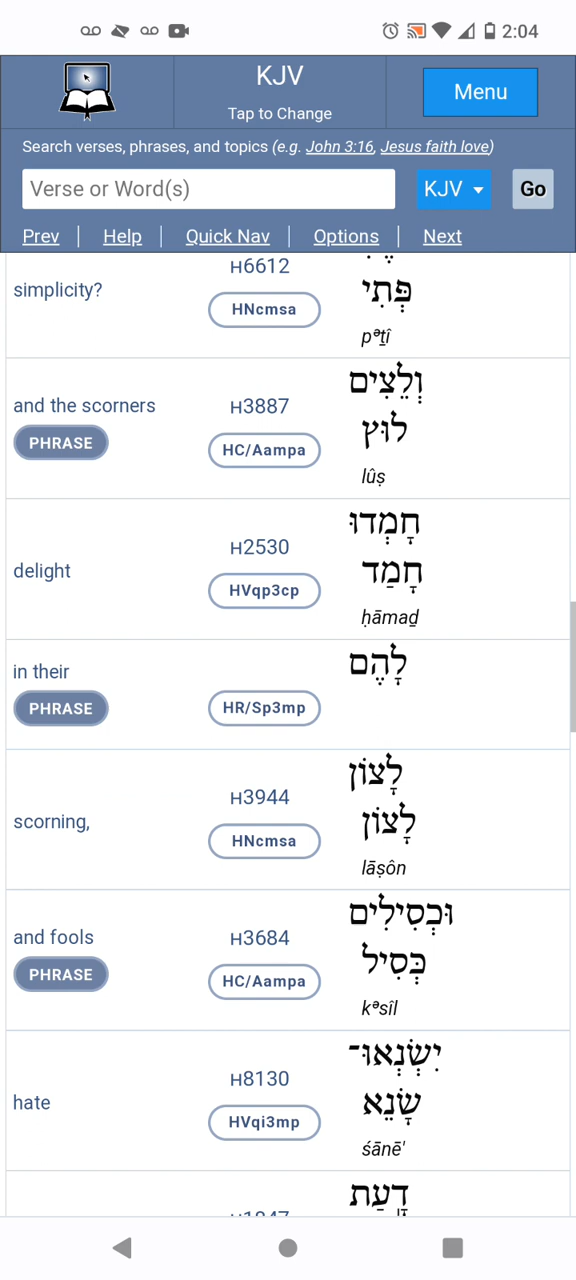 2:04
KJV
Tap to Change
Menu
Search verses, phrases, and topics (e.g. John 3:16, Jesus faith love)
Verse or Word(s)
KJV
Go
Prev | Help | Quick Nav | Options | Next
simplicity?
H6612
HNcmsa
פְּתִי
pᵊṯî
and the scorners
PHRASE
H3887
HC/Aampa
וְלֵצִים
לוּץ
lûṣ
delight
H2530
HVqp3cp
חָמְדוּ
חָמַד
ḥāmaḏ
in their
PHRASE
HR/Sp3mp
לָהֶם
scorning,
H3944
HNcmsa
לָצוֹן
לָצוֹן
lāṣôn
and fools
PHRASE
H3684
HC/Aampa
וּכְסִילִים
כְּסִיל
kᵊsîl
hate
H8130
HVqi3mp
יִשְׂנְאוּ־
שָׂנֵא
śānē'
דָֽעַת